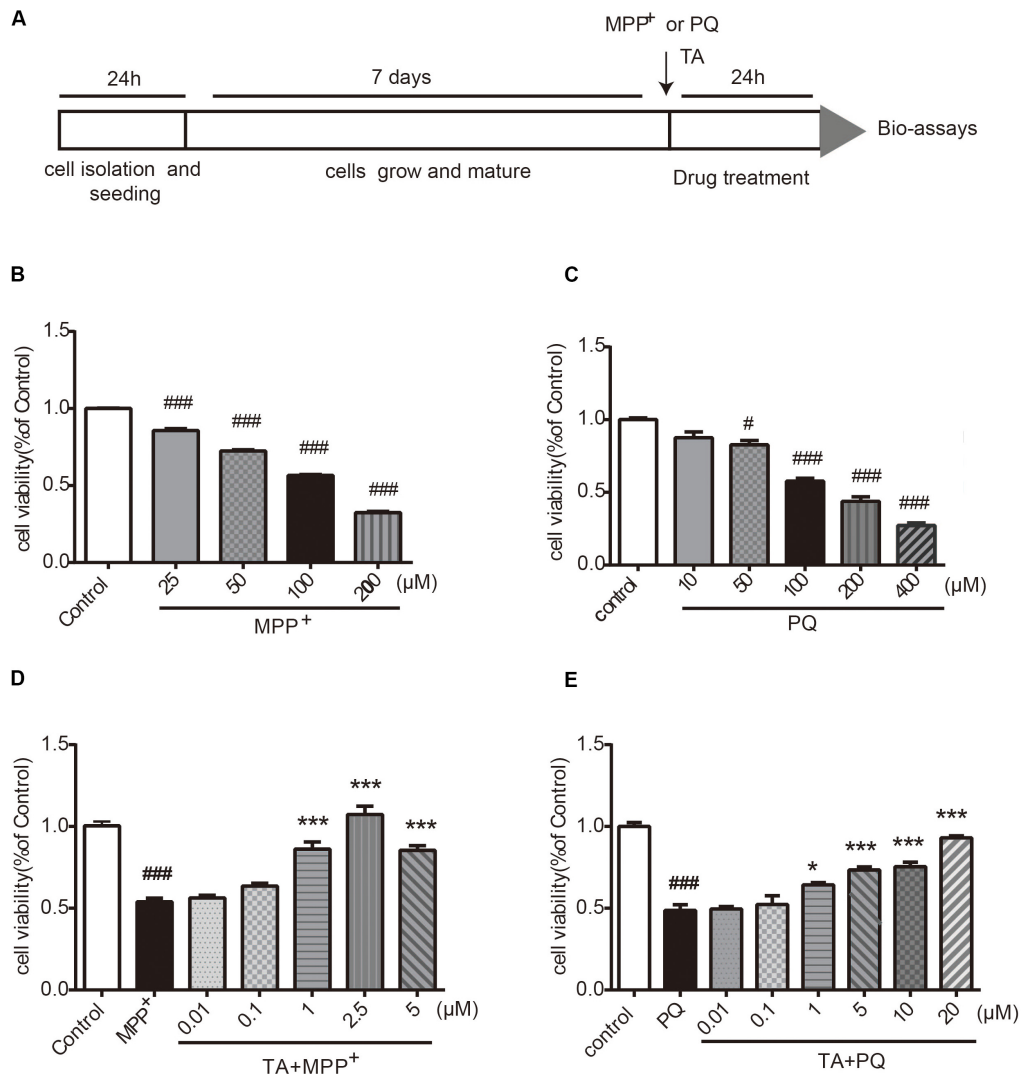 A
MPP+ or PQ
TA
24h
7 days
24h
Bio-assays
cell isolation and
seeding
cells grow and mature
Drug treatment
B
cell viability(%of Control)
1.5
1.0
0.5
0.0
###
###
###
###
Control
25
50
100
200
(μM)
MPP+
C
cell viability(%of Control)
1.5
1.0
0.5
0.0
#
###
###
###
control
10
50
100
200
400
(μM)
PQ
D
cell viability(%of Control)
1.5
1.0
0.5
0.0
###
***
***
***
Control
MPP+
0.01
0.1
1
2.5
5
(μM)
TA+MPP+
E
cell viability(%of Control)
1.5
1.0
0.5
0.0
###
*
***
***
***
control
PQ
0.01
0.1
1
5
10
20
(μM)
TA+PQ